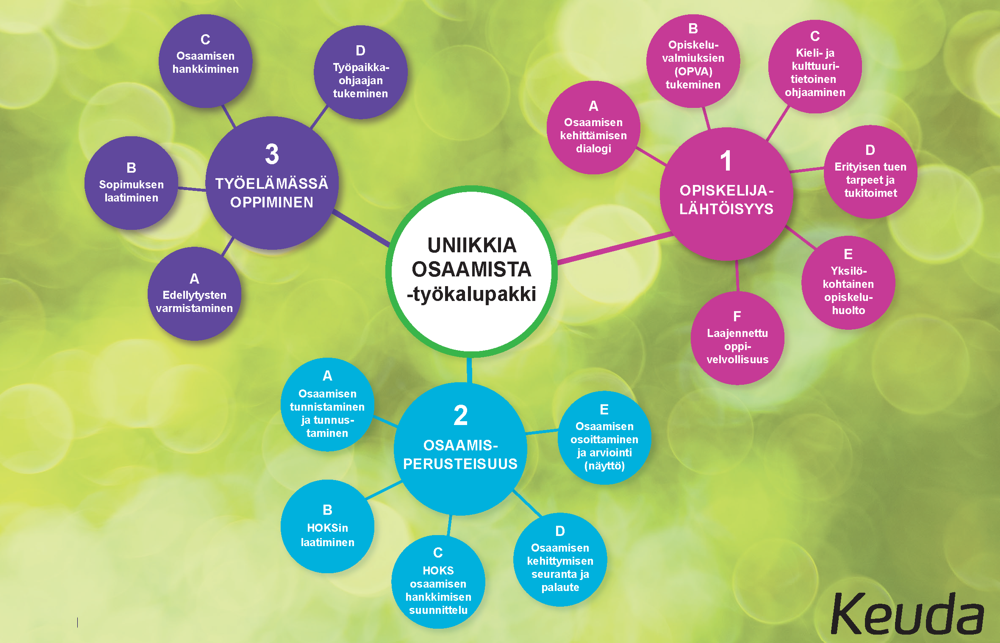 UNIIKKIA
OSAAMISTA
-työkalupakki
1
OPISKELIJA-
LÄHTÖISYYS
A
Osaamisen
kehittämisen
dialogi
B
Opiskelu-
valmiuksien
(OPVA)
tukeminen
C
Kieli- ja
kulttuuri-
tietoinen
ohjaaminen
D
Erityisen tuen
tarpeet ja
tukitoimet
E
Yksilö-
kohtainen
opiskelu-
huolto
F
Laajennettu
oppi-
velvollisuus
2
OSAAMIS-
PERUSTEISUUS
A
Osaamisen
tunnistaminen
ja tunnus-
taminen
B
HOKSin
laatiminen
C
HOKS
osaamisen
hankkimisen
suunnittelu
D
Osaamisen
kehittymisen
seuranta ja
palaute
E
Osaamisen
osoittaminen
ja arviointi
(näyttö)
3
TYÖELÄMÄSSÄ
OPPIMINEN
A
Edellytysten
varmistaminen
B
Sopimuksen
laatiminen
C
Osaamisen
hankkiminen
D
Työpaikka-
ohjaajan
tukeminen
Keuda